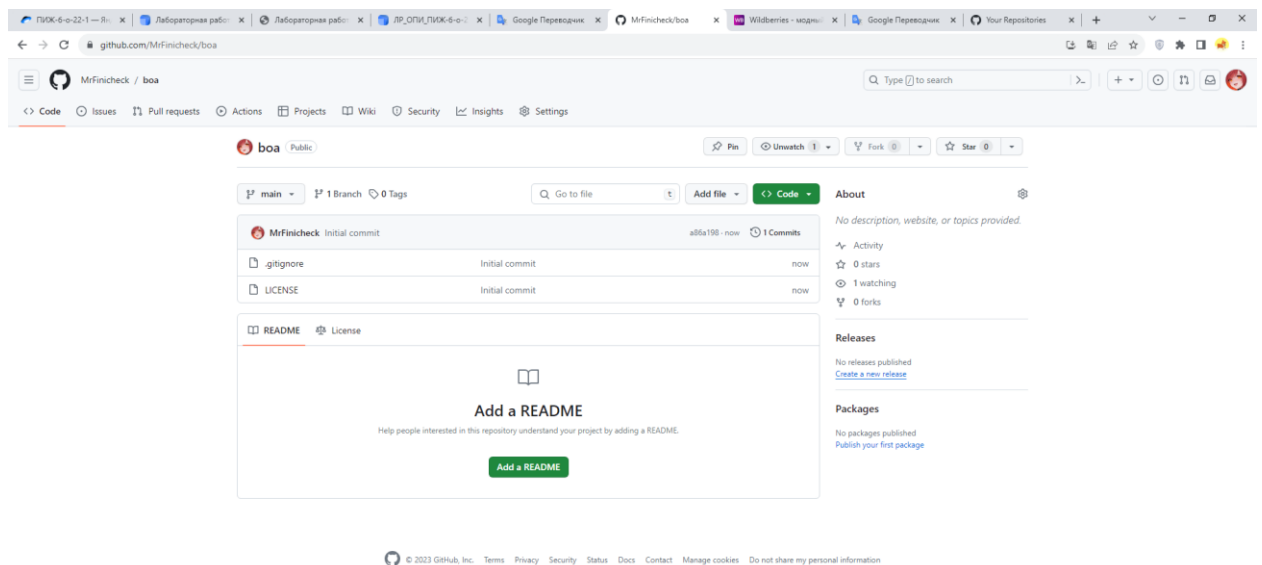 ПИЖ-6-о-22-1 — Ян
Лабораторная рабо
Лабораторная рабо
ЛР_ОПИ_ПИЖ-6-о-2
Google Переводчик
MrFinicheck/boa
Wildberries - модны
Google Переводчик
Your Repositories
github.com/MrFinicheck/boa
MrFinicheck / boa
Type / to search
<> Code Issues Pull requests Actions Projects Wiki Security Insights Settings
boa Public
Pin Unwatch 1 Fork 0 Star 0
main 1 Branch 0 Tags Go to file t Add file <> Code
MrFinicheck Initial commit a86a198 · now 1 Commits
.gitignore Initial commit now
LICENSE Initial commit now
README License
Add a README
Help people interested in this repository understand your project by adding a README.
Add a README
About
No description, website, or topics provided.
Activity
0 stars
1 watching
0 forks
Releases
No releases published
Create a new release
Packages
No packages published
Publish your first package
© 2023 GitHub, Inc. Terms Privacy Security Status Docs Contact Manage cookies Do not share my personal information